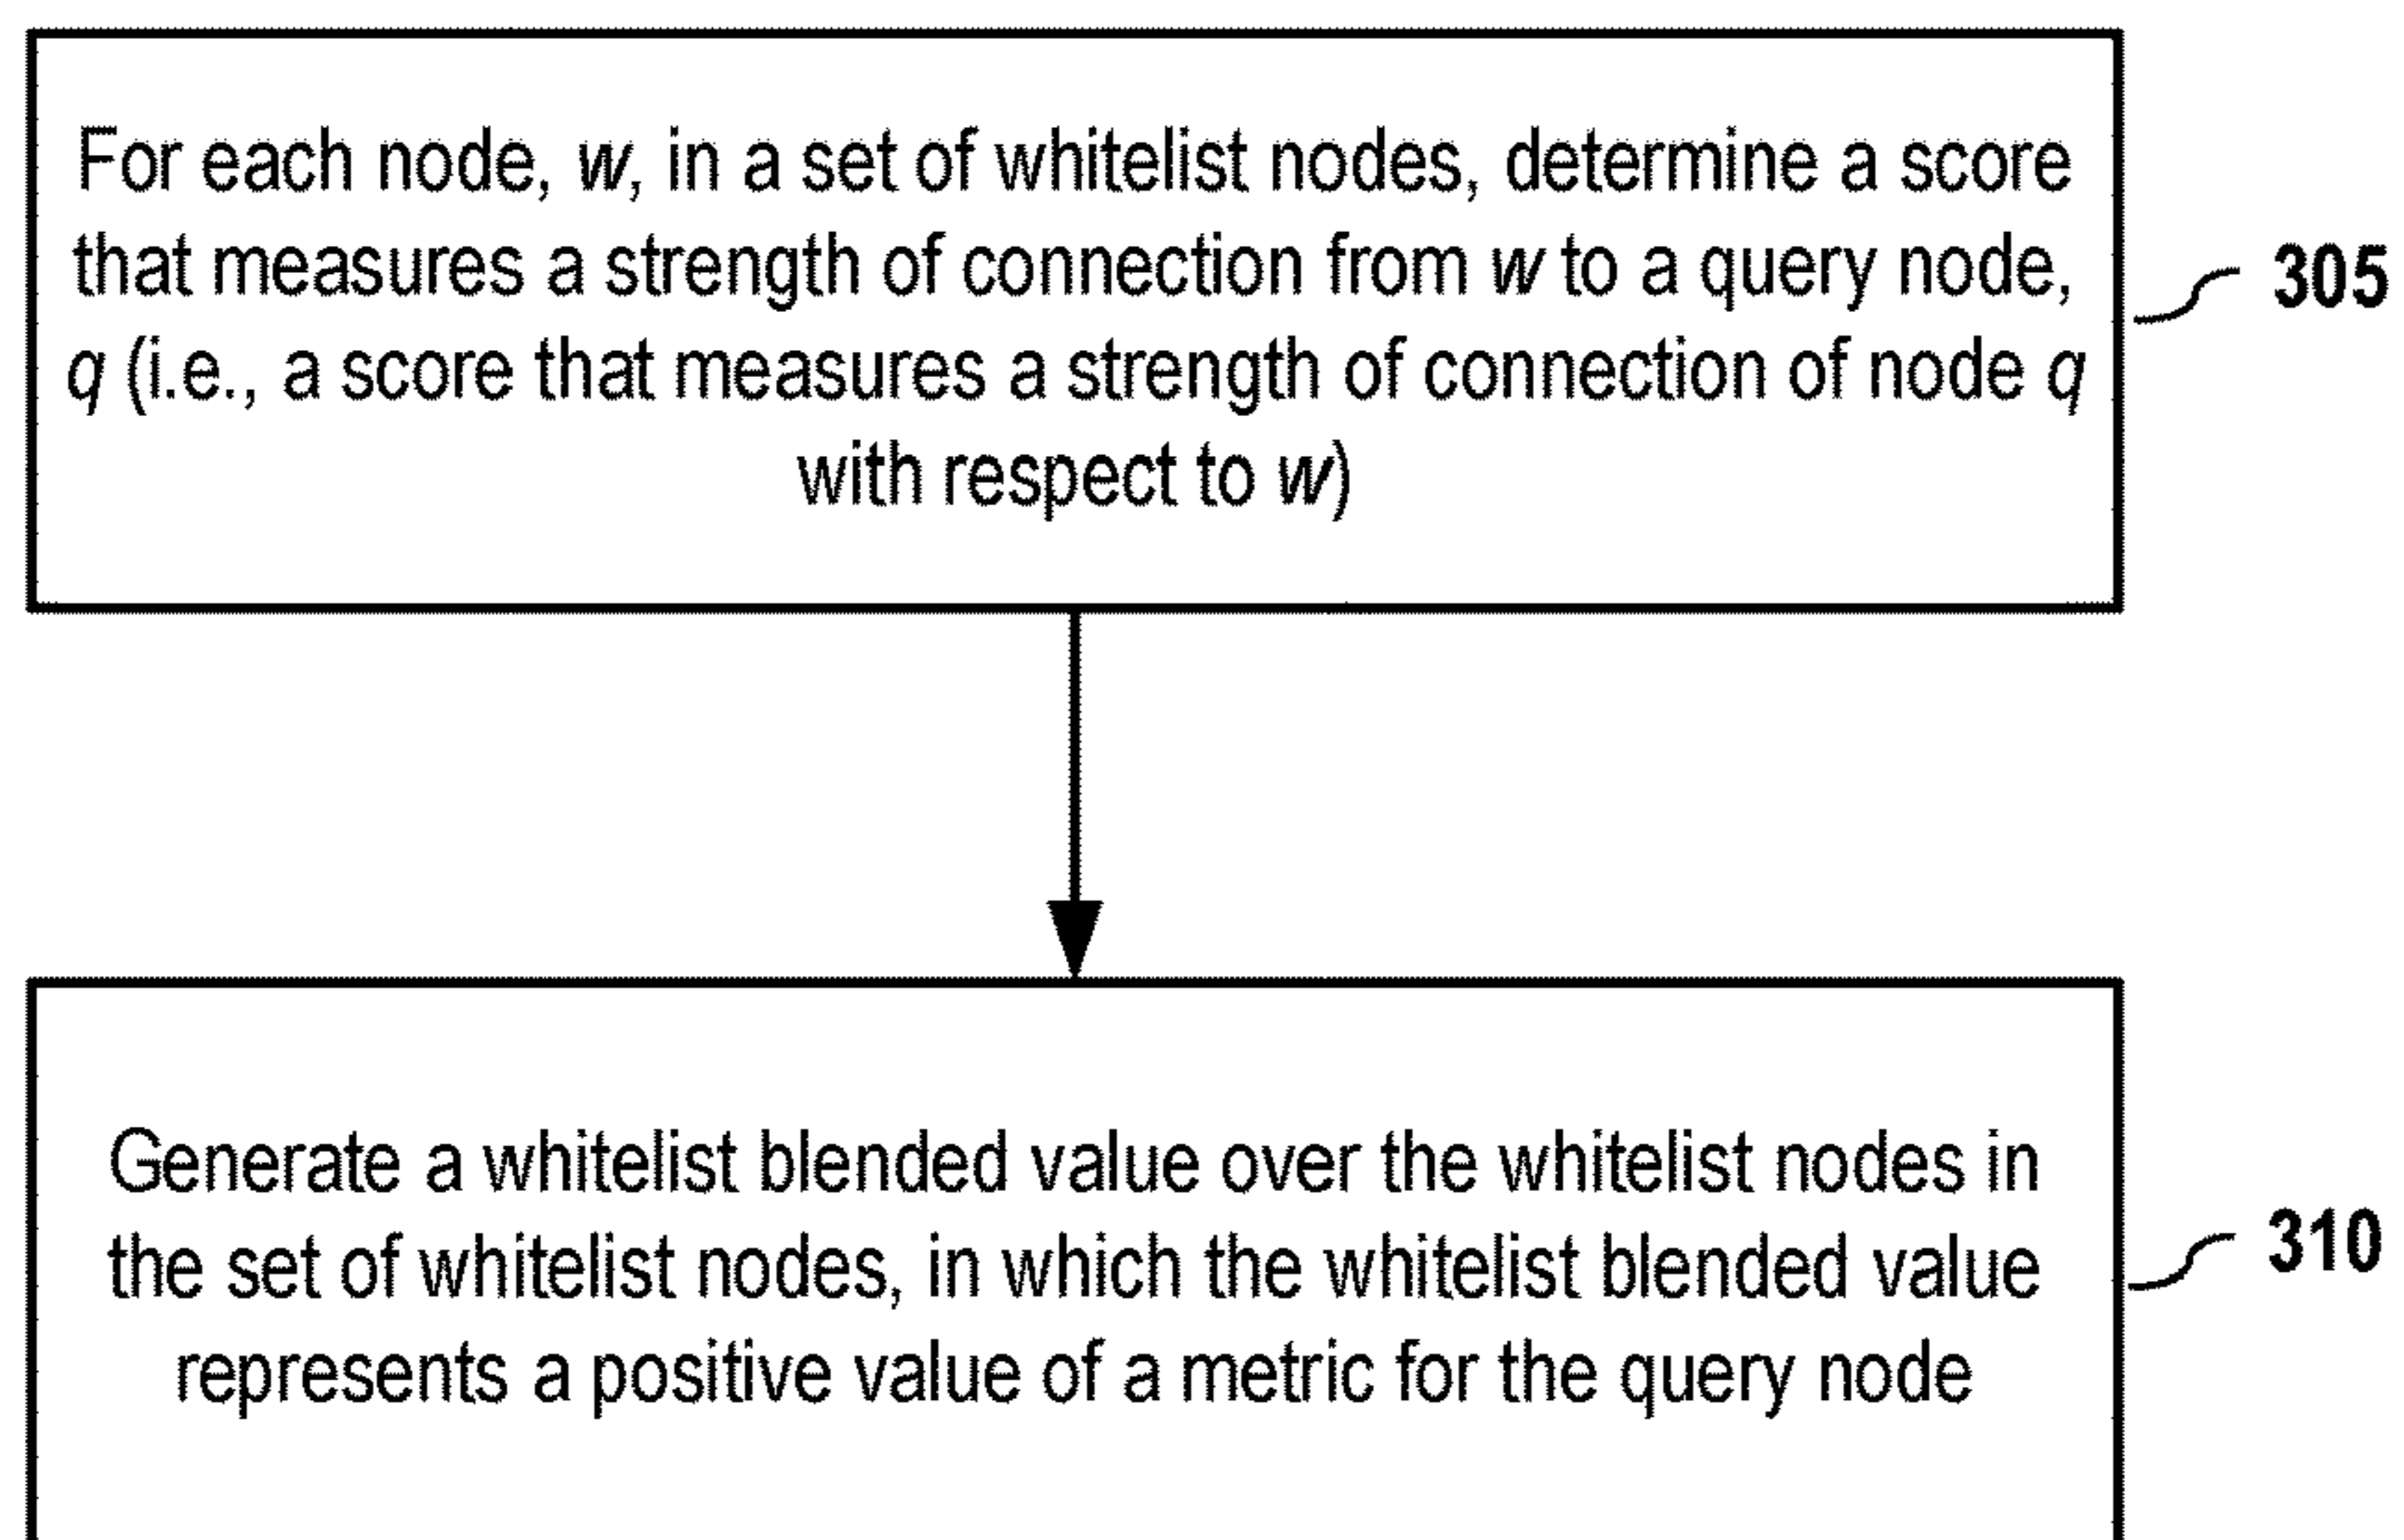 For each node, w, in a set of whitelist nodes, determine a score
that measures a strength of connection from w to a query node,
q (i.e., a score that measures a strength of connection of node q
with respect to w)
305
Generate a whitelist blended value over the whitelist nodes in
the set of whitelist nodes, in which the whitelist blended value
represents a positive value of a metric for the query node
310